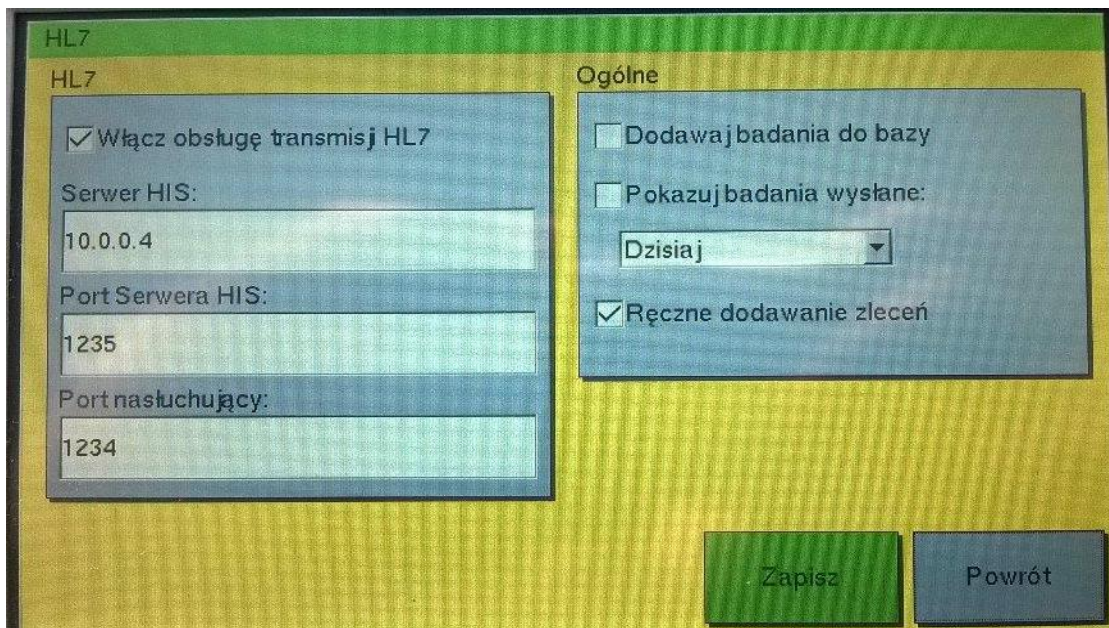 HL7
HL7
Włącz obsługę transmisj HL7
Serwer HIS:
10.0.0.4
Port Serwera HIS:
1235
Port nasłuchujący:
1234
Ogólne
Dodawaj badania do bazy
Pokazuj badania wysłane:
Dzisiaj
Ręczne dodawanie zleceń
Zapisz
Powrót